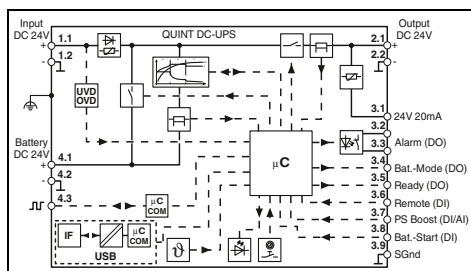 Input
DC 24V
QUINT DC-UPS
Output
DC 24V
1.1
+
1.2
-
2.1
+
2.2
-
UVD
OVD
3.1
24V 20mA
3.2
3.3
Alarm (DO)
Battery
DC 24V
4.1
+
4.2
-
4.3
µC
µC
COM
3.4
Bat.-Mode (DO)
3.5
Ready (DO)
3.6
Remote (DI)
3.7
PS Boost (DI/AI)
3.8
Bat.-Start (DI)
3.9
SGnd
IF
µC
COM
USB
ϑ